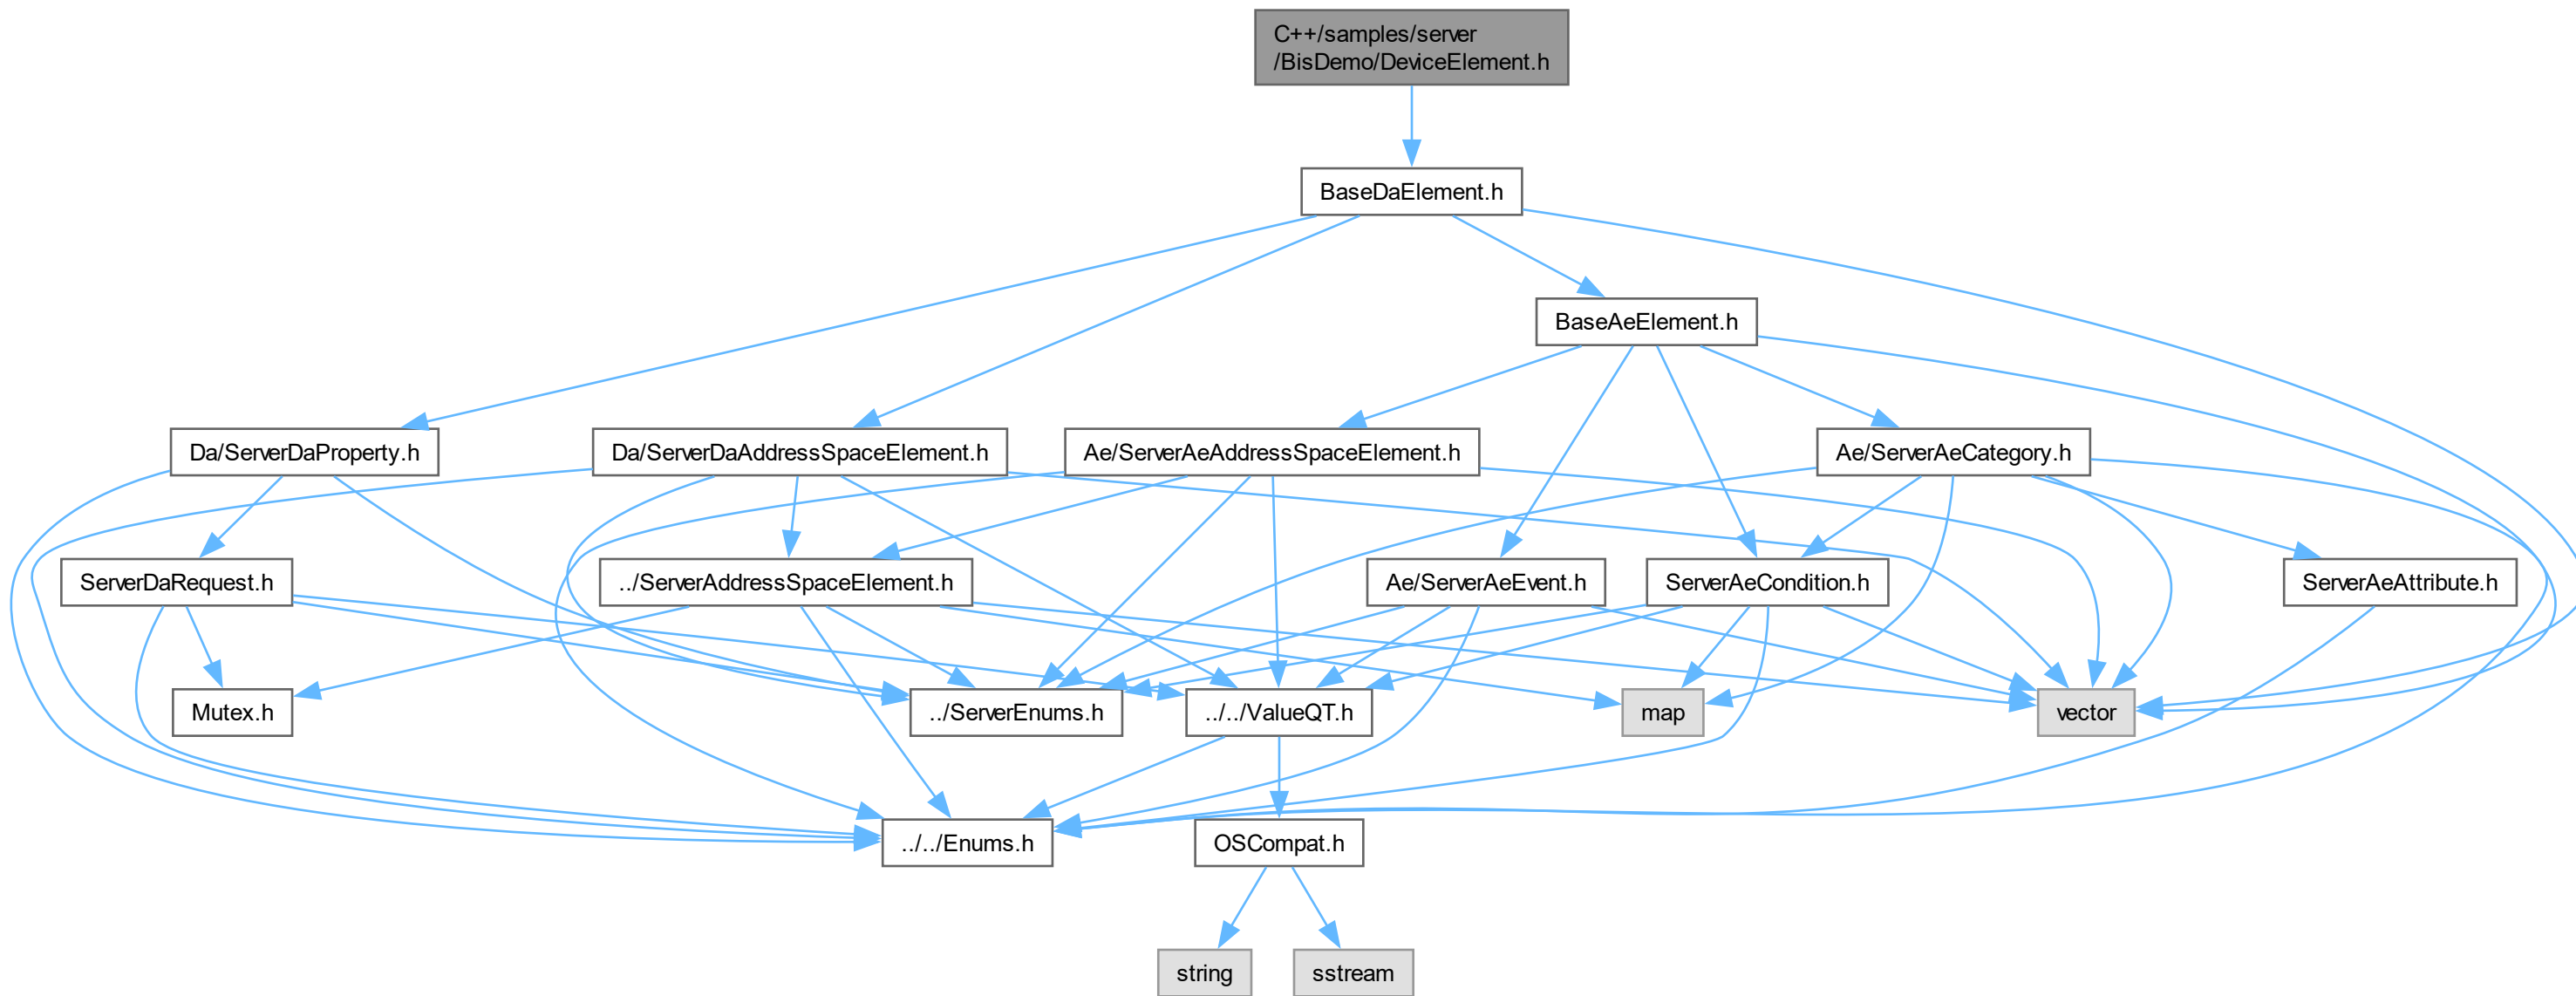 C++/samples/server
/BisDemo/DeviceElement.h
BaseDaElement.h
BaseAeElement.h
Da/ServerDaProperty.h
Da/ServerDaAddressSpaceElement.h
Ae/ServerAeAddressSpaceElement.h
Ae/ServerAeCategory.h
ServerDaRequest.h
../ServerAddressSpaceElement.h
Ae/ServerAeEvent.h
ServerAeCondition.h
ServerAeAttribute.h
Mutex.h
../ServerEnums.h
../../ValueQT.h
map
vector
../../Enums.h
OSCompat.h
string
sstream